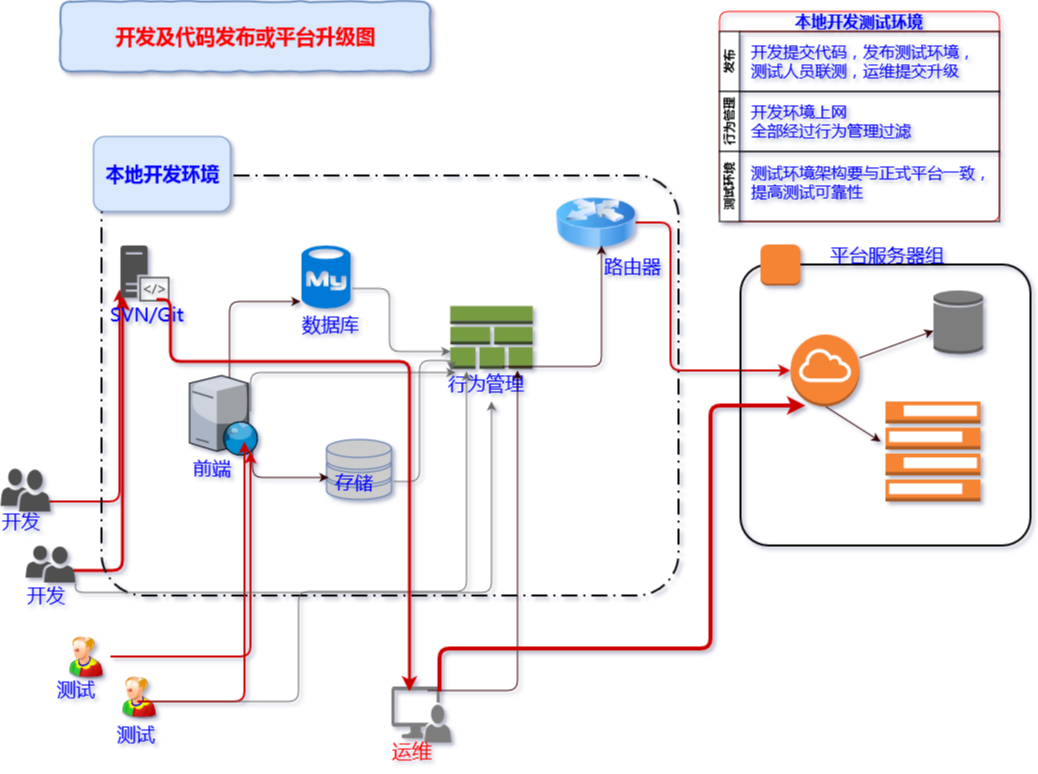 开发及代码发布或平台升级图
本地开发测试环境
发布
开发提交代码，发布测试环境，
测试人员联测，运维提交升级
行为管理
开发环境上网
全部经过行为管理过滤
测试环境
测试环境架构要与正式平台一致，
提高测试可靠性
本地开发环境
平台服务器组
路由器
</>
SVN/Git
My
数据库
行为管理
前端
存储
开发
开发
测试
测试
运维